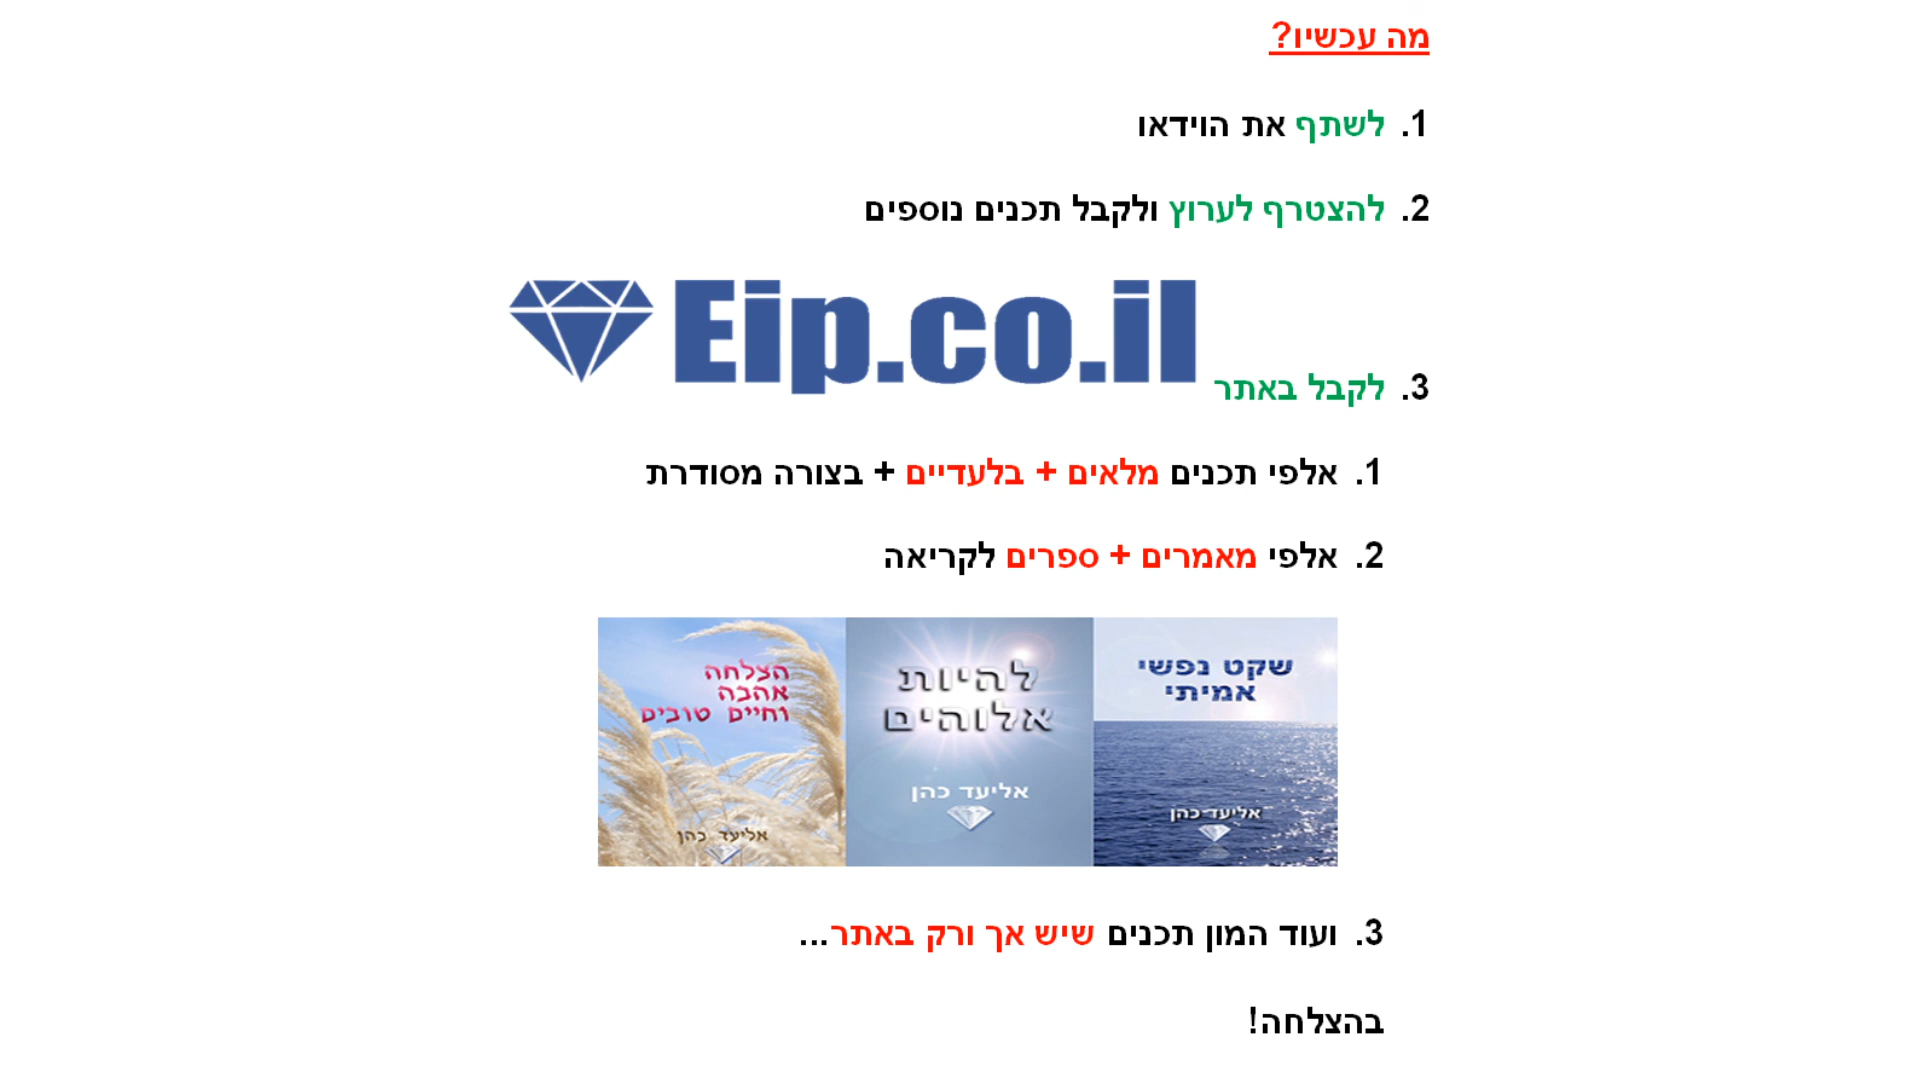 מה עכשיו?
1. לשתף את הוידאו
2. להצטרף לערוץ ולקבל תכנים נוספים
3. לקבל באתר Eip.co.il
1. אלפי תכנים מלאים + בלעדיים + בצורה מסודרת
2. אלפי מאמרים + ספרים לקריאה
שקט נפשי
אמיתי
אליעד כהן
להיות
אלוהים
אליעד כהן
הצלחה
אהבה
וחיים טובים
אליעד כהן
3. ועוד המון תכנים שיש אך ורק באתר...
בהצלחה!